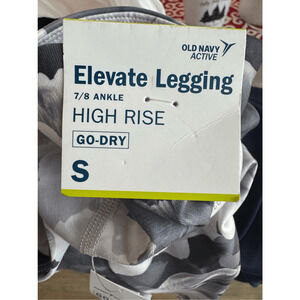 OLD NAVY
ACTIVE
Elevate Legging
7/8 ANKLE
HIGH RISE
GO-DRY
S